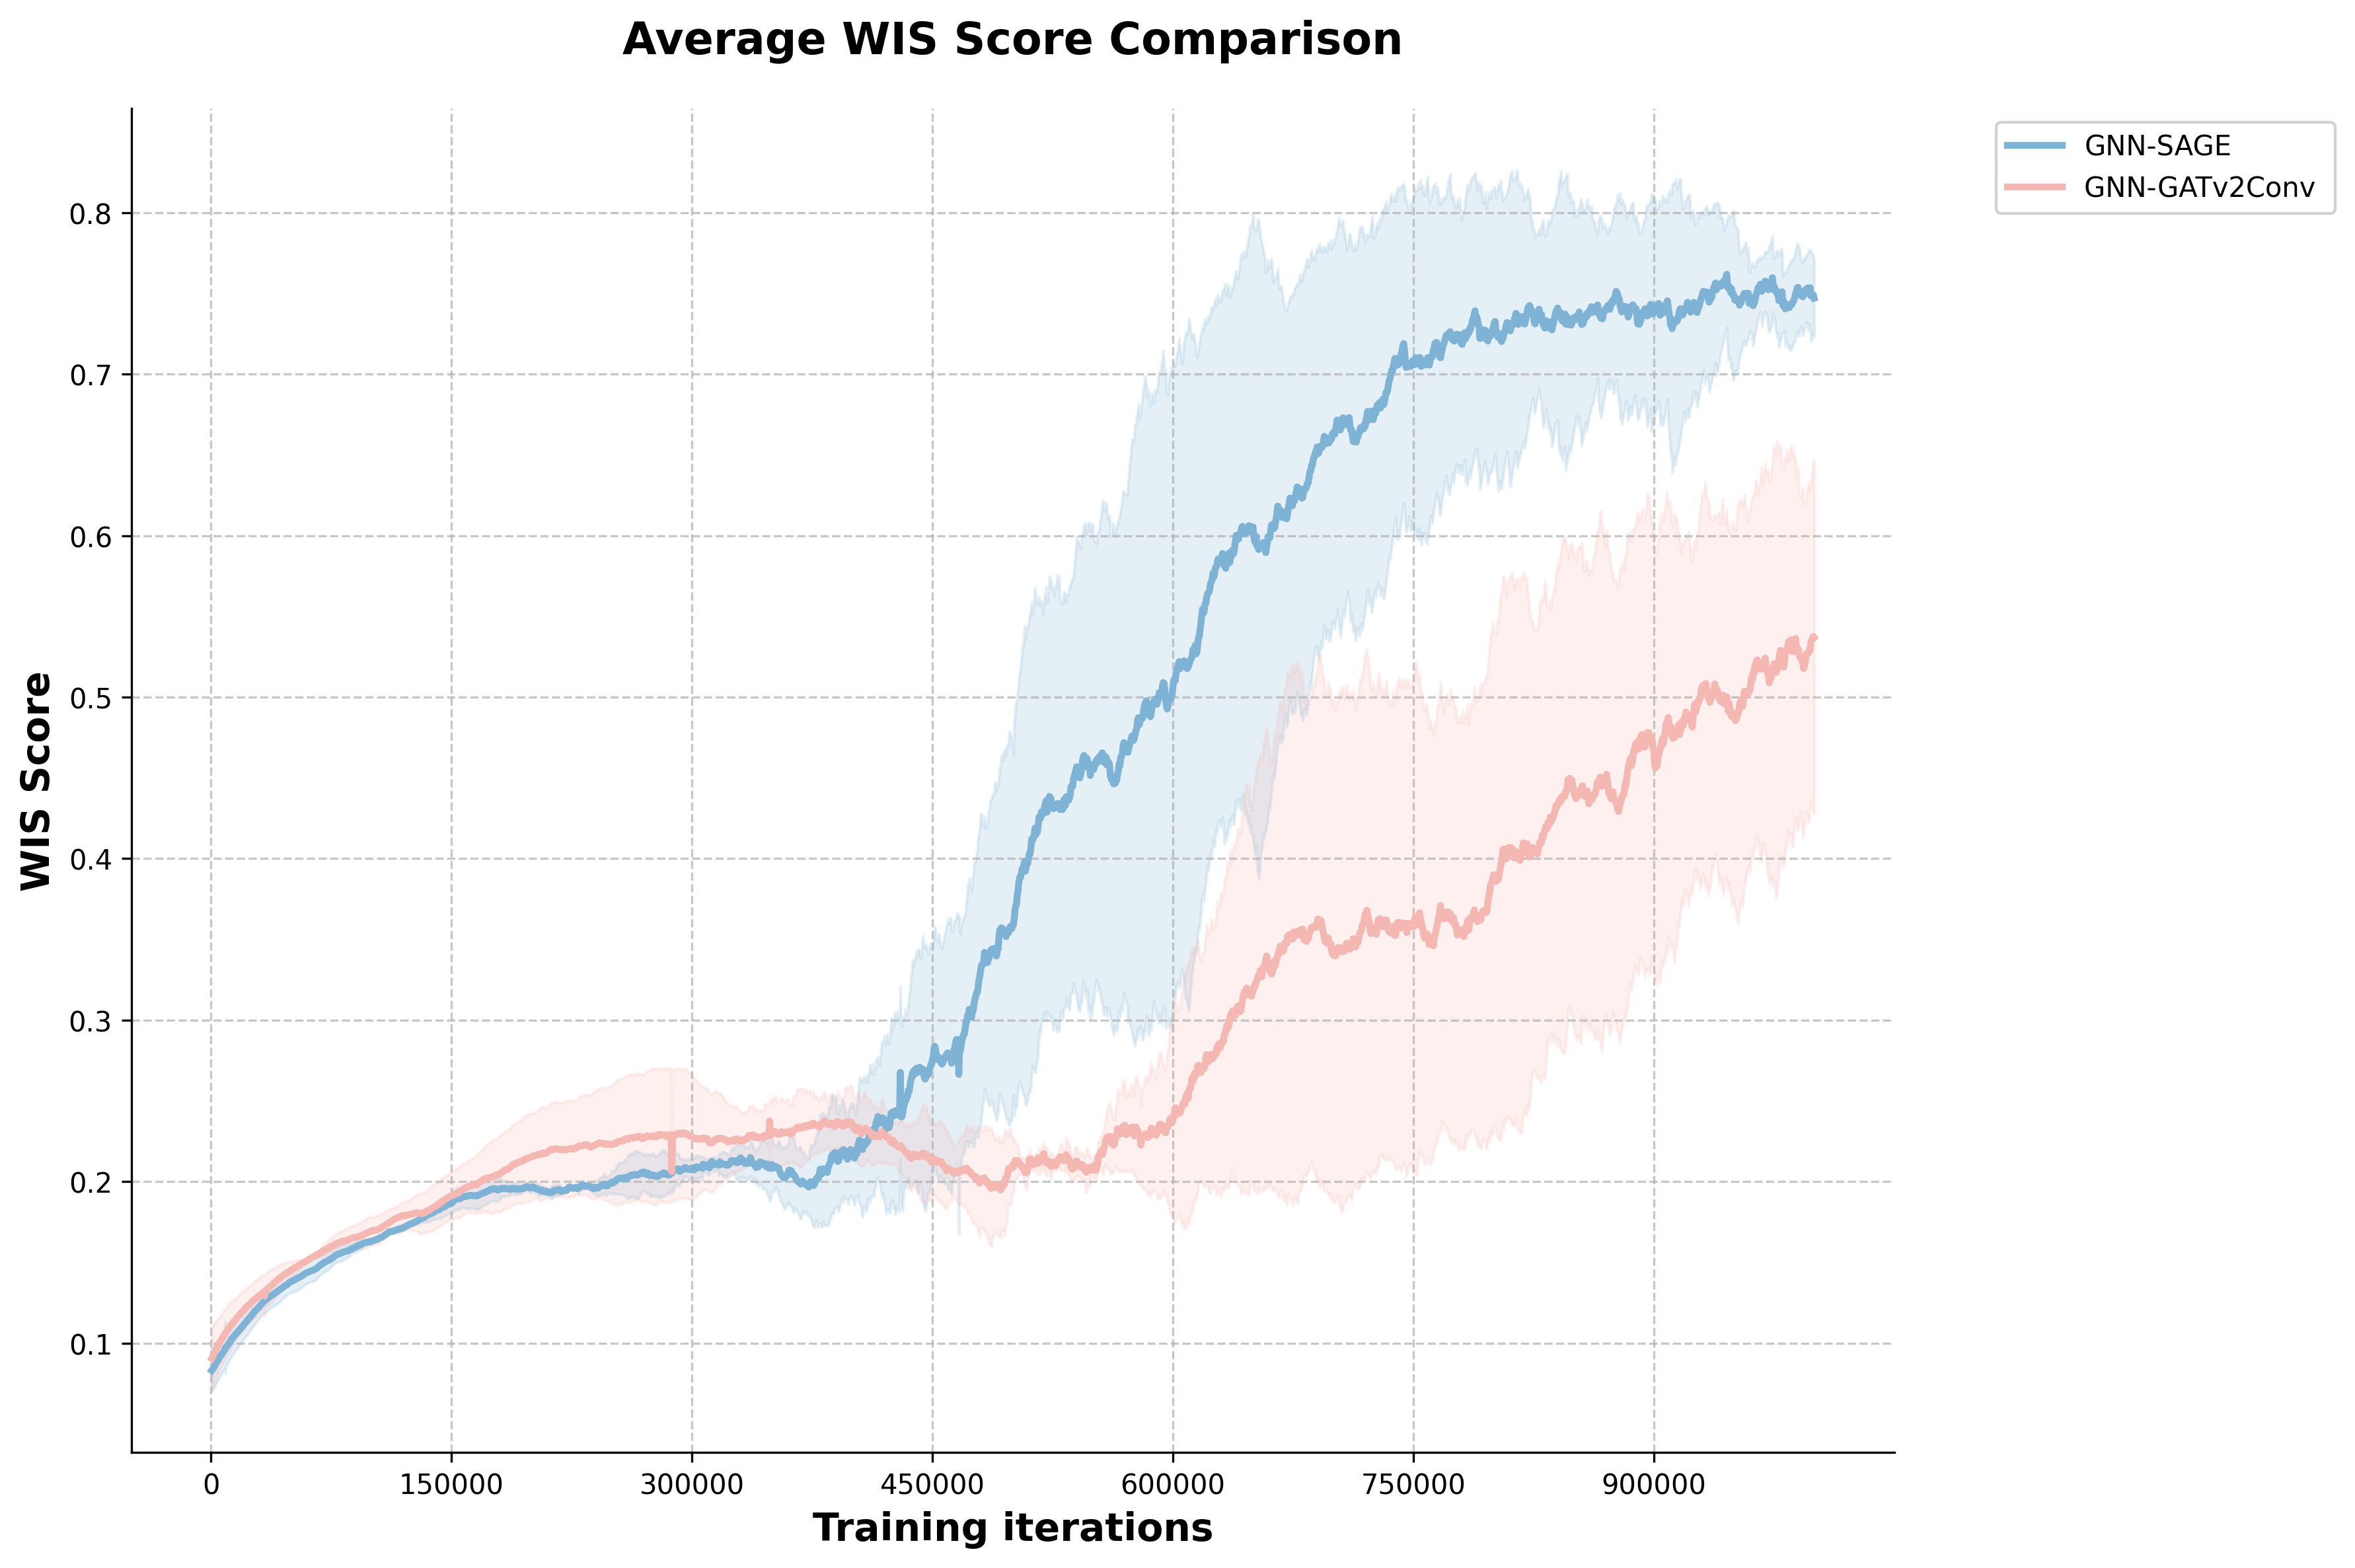 Average WIS Score Comparison
GNN-SAGE
GNN-GATv2Conv
WIS Score
0.8
0.7
0.6
0.5
0.4
0.3
0.2
0.1
0 150000 300000 450000 600000 750000 900000
Training iterations